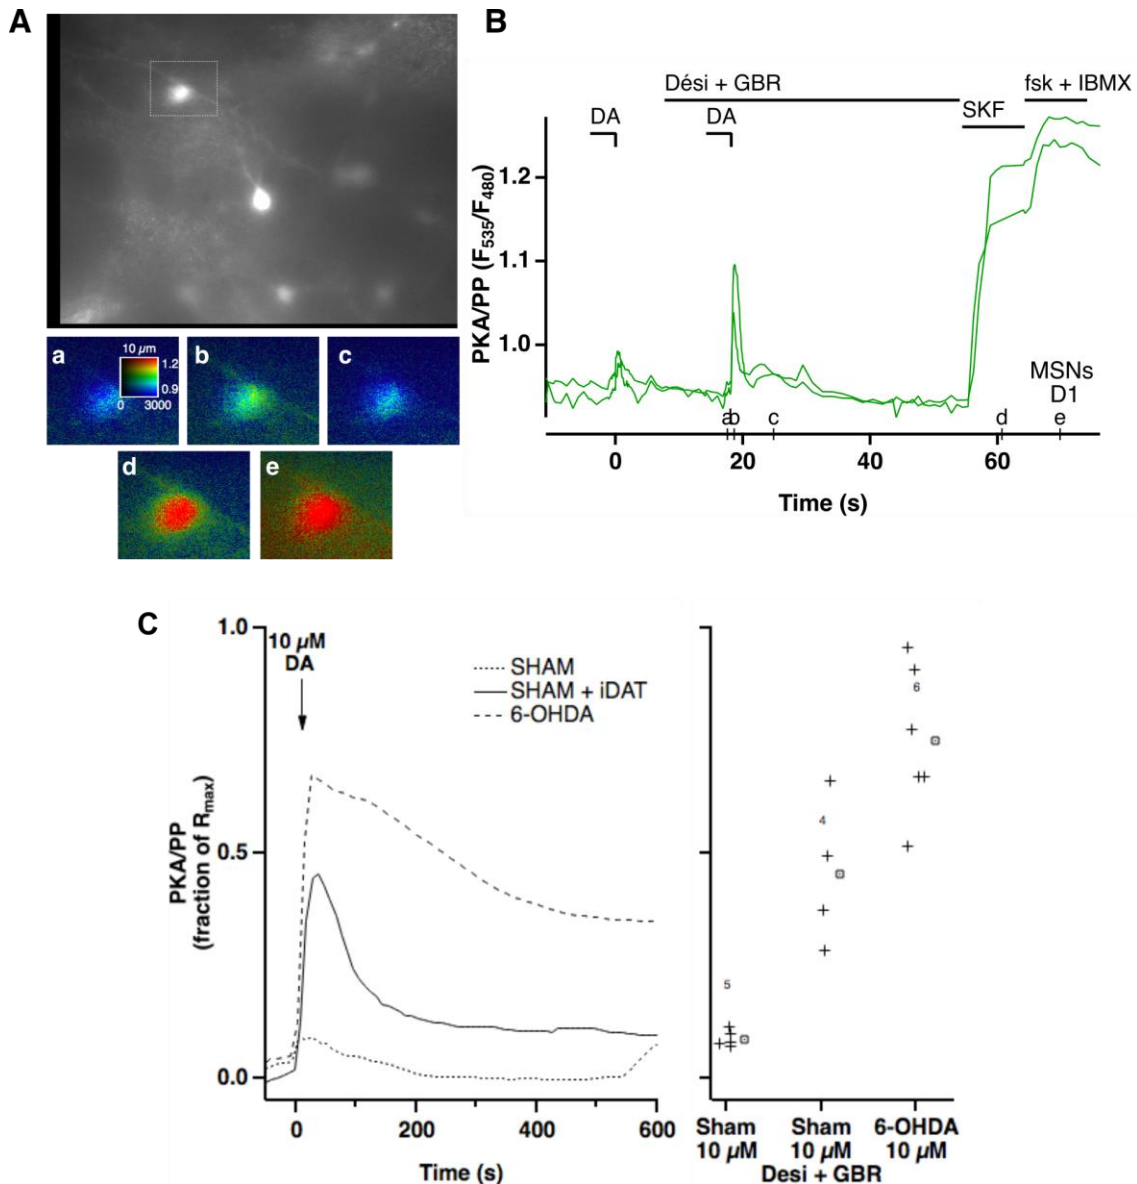 A
a
10 µm
1.2
0.9
0 3000
b
c
d
e
B
Dési + GBR
fsk + IBMX
DA
DA
SKF
PKA/PP (F535/F480)
1.2
1.1
1.0
MSNs
D1
a b c d e
0 20 40 60
Time (s)
C
1.0
0.5
0.0
PKA/PP
(fraction of Rmax)
10 µM
DA
SHAM
SHAM + iDAT
6-OHDA
0 200 400 600
Time (s)
5
4
6
Sham Sham 6-OHDA
10 µM 10 µM 10 µM
Desi + GBR